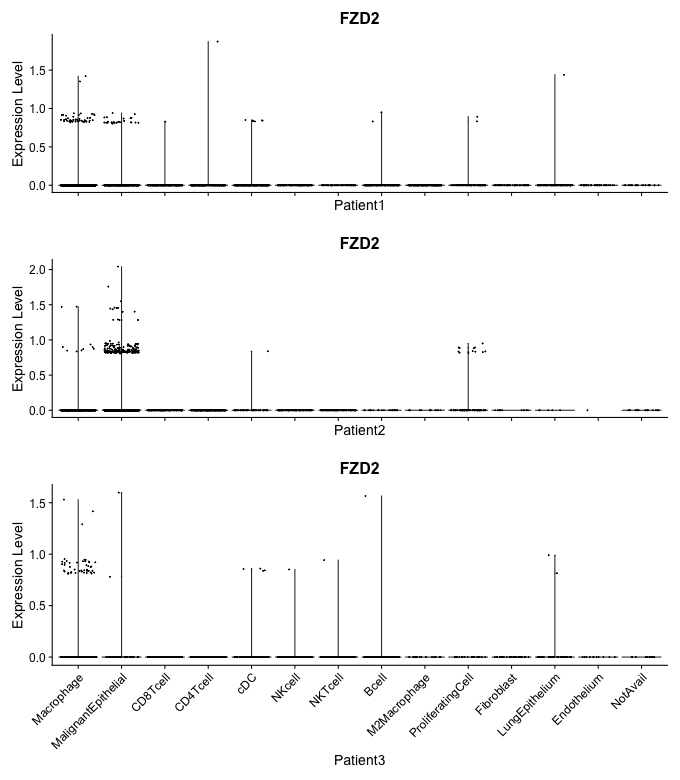 FZD2
Expression Level
1.5
1.0
0.5
0.0
Patient1
FZD2
Expression Level
2.0
1.5
1.0
0.5
0.0
Patient2
FZD2
Expression Level
1.5
1.0
0.5
0.0
Macrophage
MalignantEpithelial
CD8Tcell
CD4Tcell
cDC
NKcell
NKTcell
Bcell
M2Macrophage
ProliferatingCell
Fibroblast
LungEpithelium
Endothelium
NotAvail
Patient3